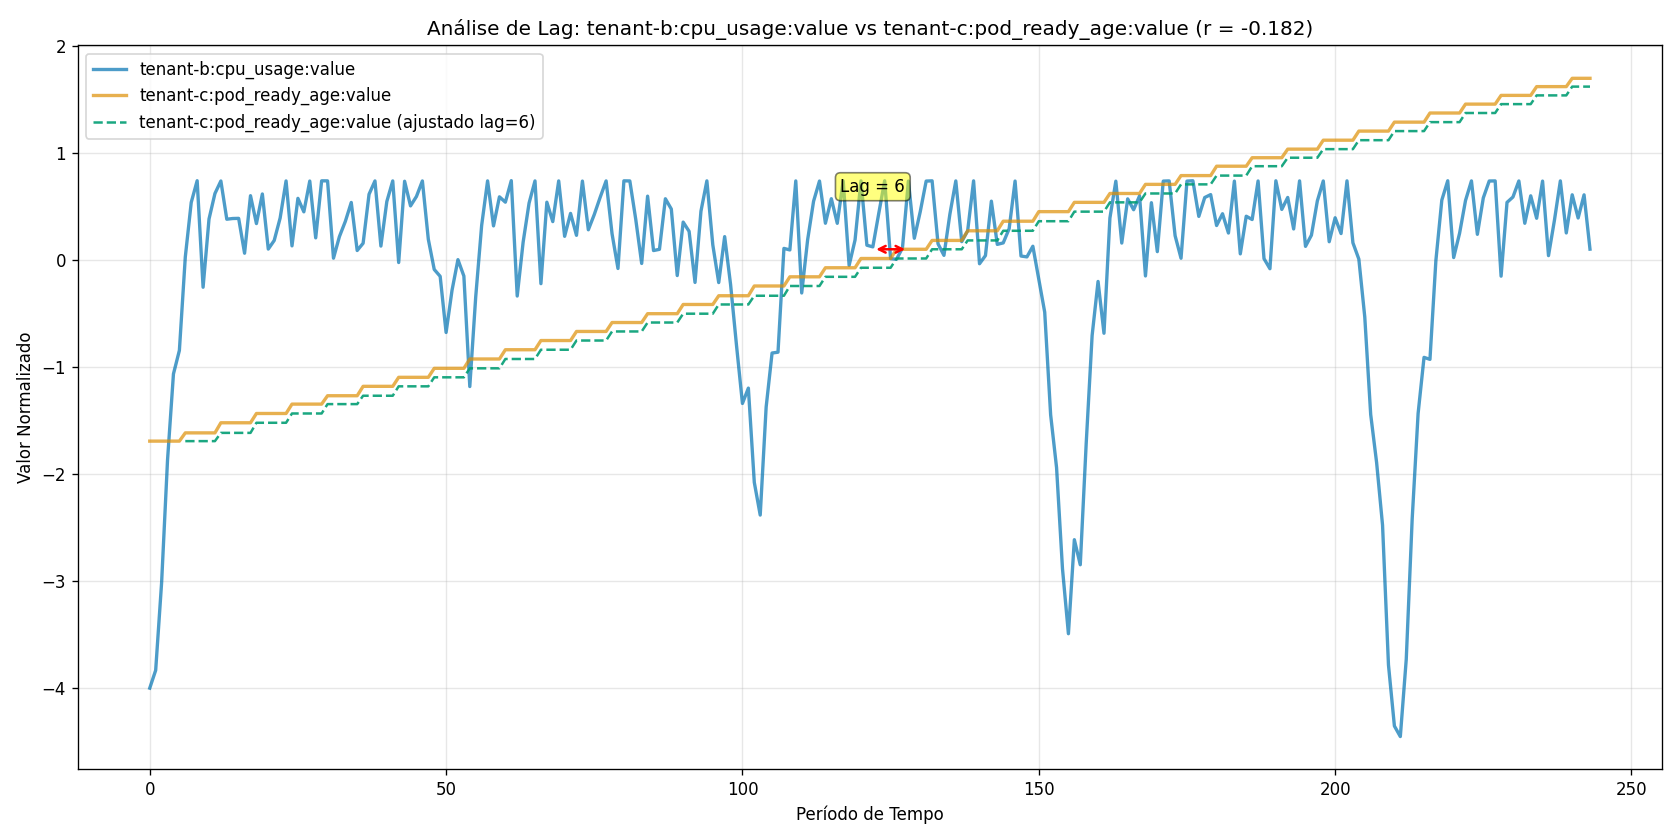 Análise de Lag: tenant-b:cpu_usage:value vs tenant-c:pod_ready_age:value (r = -0.182)
tenant-b:cpu_usage:value
tenant-c:pod_ready_age:value
tenant-c:pod_ready_age:value (ajustado lag=6)
Lag = 6
Valor Normalizado
2
1
0
−1
−2
−3
−4
0 50 100 150 200 250
Período de Tempo